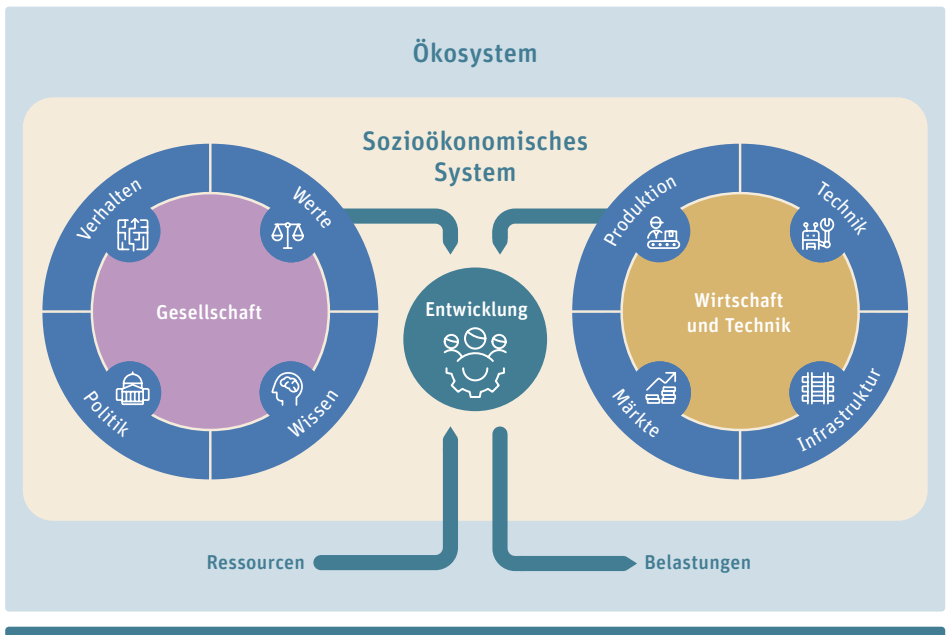 Ökosystem
Sozioökonomisches
System
Verhalten
Werte
Gesellschaft
Politik
Wissen
Entwicklung
Produktion
Technik
Wirtschaft
und Technik
Märkte
Infrastruktur
Ressourcen
Belastungen